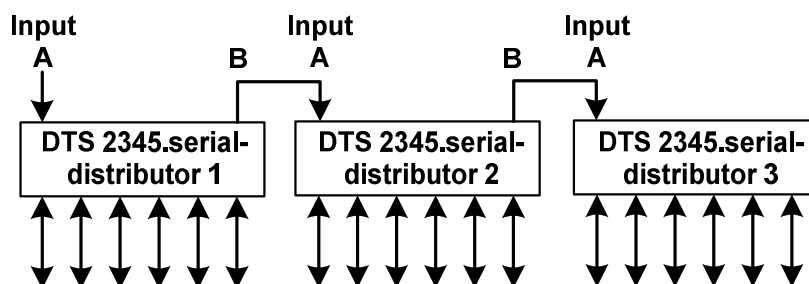 Input Input Input
A B A B A
DTS 2345.serial- DTS 2345.serial- DTS 2345.serial-
distributor 1 distributor 2 distributor 3